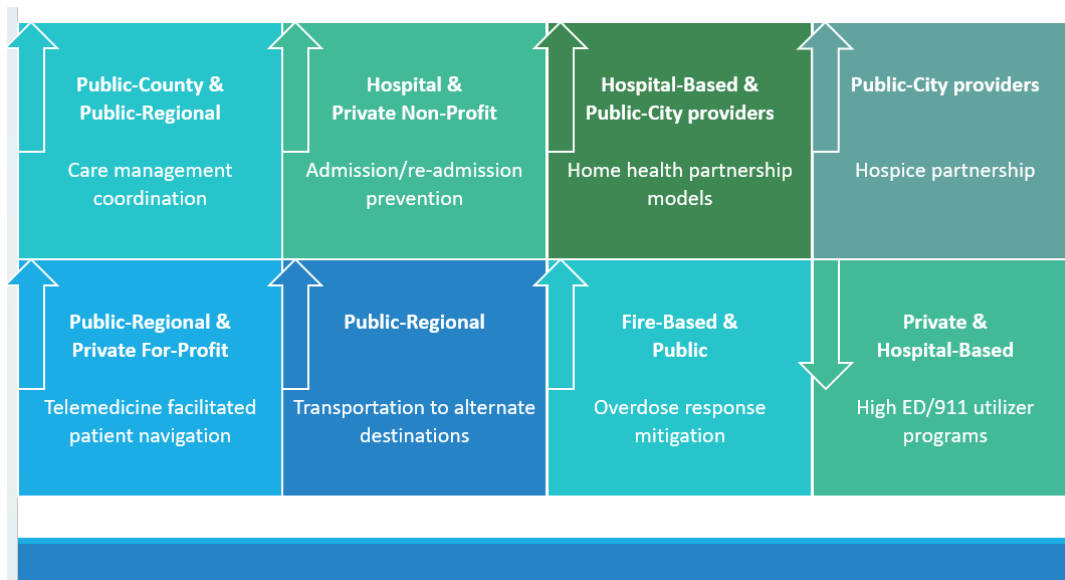 Public-County &
Public-Regional
Care management
coordination
Hospital &
Private Non-Profit
Admission/re-admission
prevention
Hospital-Based &
Public-City providers
Home health partnership
models
Public-City providers
Hospice partnership
Public-Regional &
Private For-Profit
Telemedicine facilitated
patient navigation
Public-Regional
Transportation to alternate
destinations
Fire-Based &
Public
Overdose response
mitigation
Private &
Hospital-Based
High ED/911 utilizer
programs